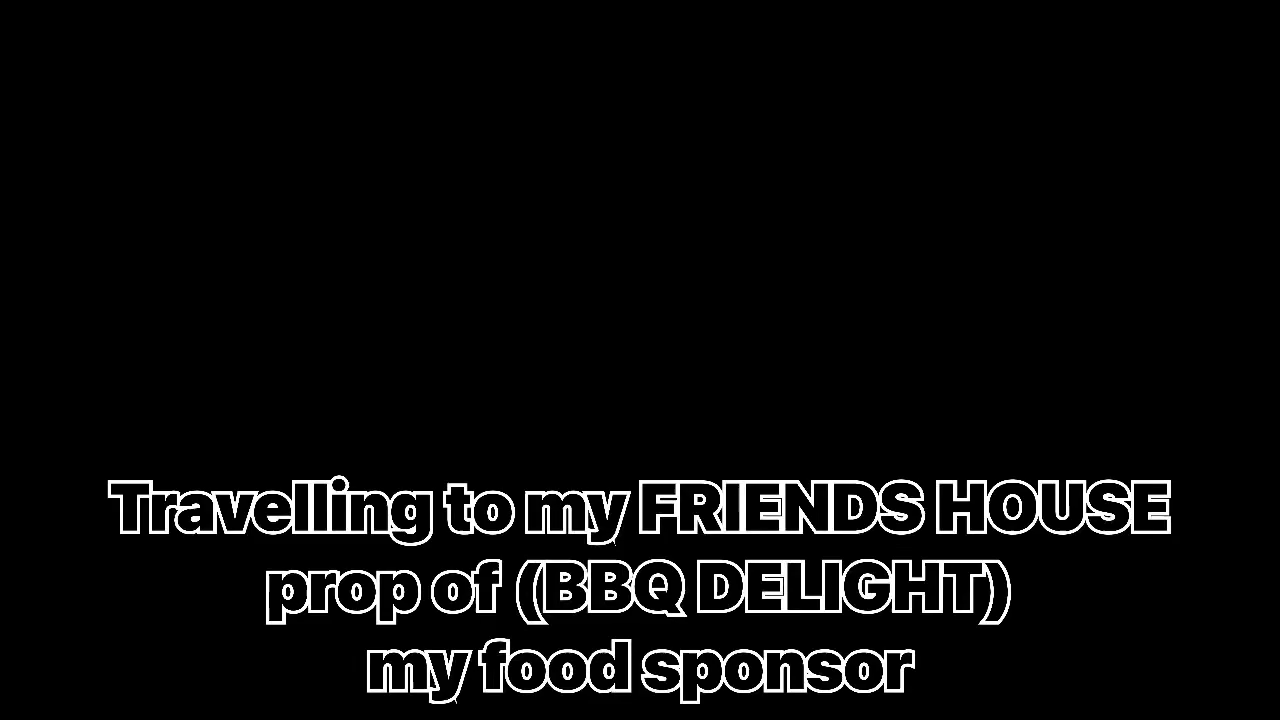 Travelling to my FRIENDS HOUSE
prop of (BBQ DELIGHT)
my food sponsor